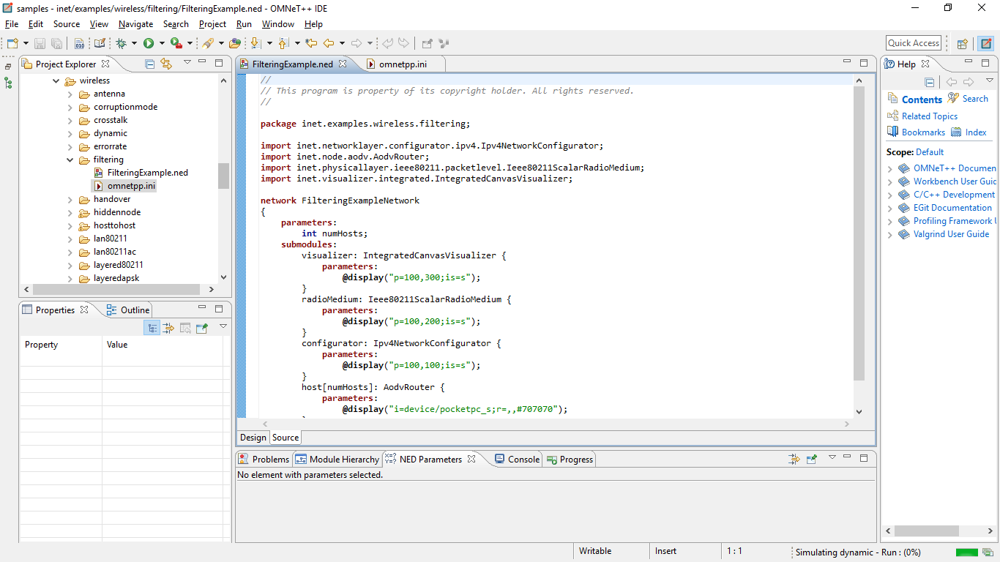 samples - inet/examples/wireless/filtering/FilteringExample.ned - OMNeT++ IDE
File Edit Source View Navigate Search Project Run Window Help
Quick Access
Project Explorer
wireless
antenna
corruptionmode
crosstalk
dynamic
errorrate
filtering
FilteringExample.ned
omnetpp.ini
handover
hiddennode
hosttohost
lan80211
lan80211ac
layered80211
layeredapsk
Properties Outline
Property Value
FilteringExample.ned omnetpp.ini
//
// This program is property of its copyright holder. All rights reserved.
//
package inet.examples.wireless.filtering;
import inet.networklayer.configurator.ipv4.Ipv4NetworkConfigurator;
import inet.node.aodv.AodvRouter;
import inet.physicallayer.ieee80211.packetlevel.Ieee80211ScalarRadioMedium;
import inet.visualizer.integrated.IntegratedCanvasVisualizer;
network FilteringExampleNetwork
{
parameters:
int numHosts;
submodules:
visualizer: IntegratedCanvasVisualizer {
parameters:
@display("p=100,300;is=s");
}
radioMedium: Ieee80211ScalarRadioMedium {
parameters:
@display("p=100,200;is=s");
}
configurator: Ipv4NetworkConfigurator {
parameters:
@display("p=100,100;is=s");
}
host[numHosts]: AodvRouter {
parameters:
@display("i=device/pocketpc_s;r=,,#707070");
Design Source
Problems Module Hierarchy NED Parameters Console Progress
No element with parameters selected.
Help
Contents Search
Related Topics
Bookmarks Index
Scope: Default
OMNeT++ Documen
Workbench User Guid
C/C++ Development
EGit Documentation
Profiling Framework U
Valgrind User Guide
Writable Insert 1 : 1 Simulating dynamic - Run : (0%)